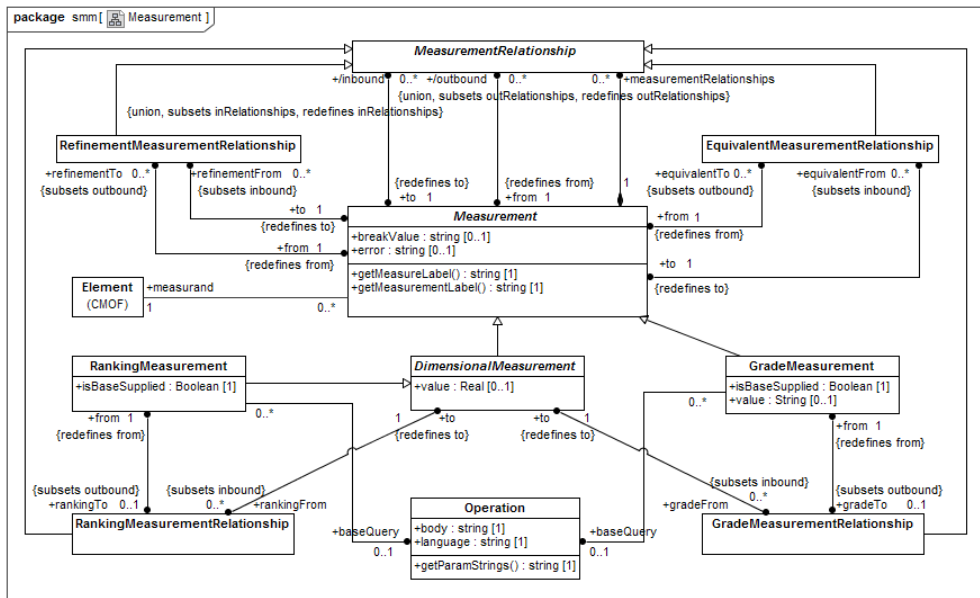 package smm [ Measurement ]
MeasurementRelationship
+/inbound 0..* +/outbound 0..* 0..* +measurementRelationships
{union, subsets outRelationships, redefines outRelationships}
{union, subsets inRelationships, redefines inRelationships}
RefinementMeasurementRelationship
EquivalentMeasurementRelationship
+refinementTo 0..* +refinementFrom 0..*
{subsets outbound} {subsets inbound}
+equivalentTo 0..* +equivalentFrom 0..*
{subsets outbound} {subsets inbound}
{redefines to} {redefines from} 1
+to 1 +from 1
+to 1
{redefines to}
+from 1
{redefines from}
Measurement
+breakValue : string [0..1]
+error : string [0..1]
+getMeasureLabel() : string [1]
+getMeasurementLabel() : string [1]
+from 1
{redefines from}
+to 1
{redefines to}
Element
(CMOF)
+measurand
1 0..*
RankingMeasurement
+isBaseSupplied : Boolean [1]
DimensionalMeasurement
+value : Real [0..1]
GradeMeasurement
+isBaseSupplied : Boolean [1]
+value : String [0..1]
+from 1 0..*
{redefines from}
1 +to
{redefines to}
+to 1
{redefines to}
0..*
+from 1
{redefines from}
{subsets outbound} {subsets inbound}
+rankingTo 0..1 0..* +rankingFrom
RankingMeasurementRelationship
{subsets inbound}
0..* {subsets outbound}
+gradeFrom +gradeTo 0..1
GradeMeasurementRelationship
Operation
+body : string [1]
+language : string [1]
+getParamStrings() : string [1]
+baseQuery
0..1
+baseQuery
0..1